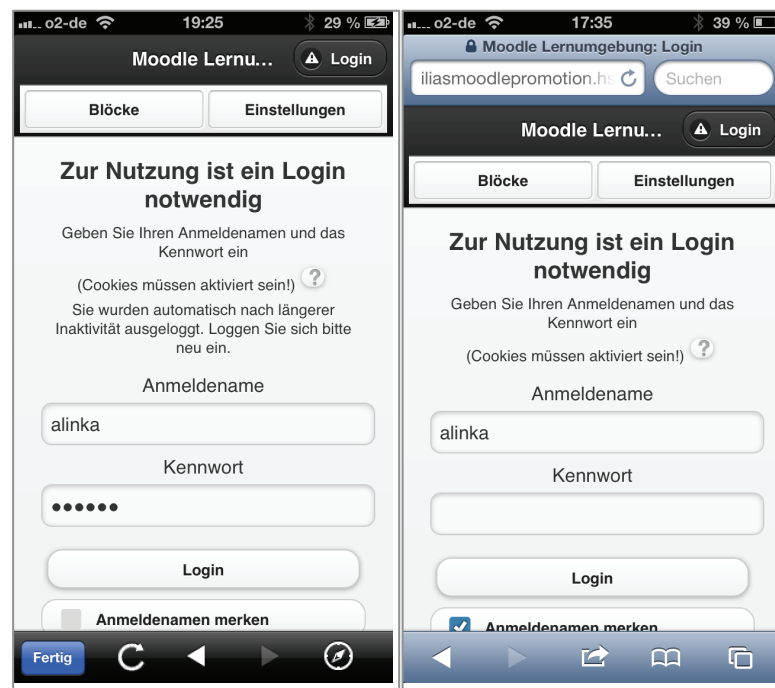 o2-de 19:25 29 %
Moodle Lernu... Login
Blöcke Einstellungen
Zur Nutzung ist ein Login
notwendig
Geben Sie Ihren Anmeldenamen und das
Kennwort ein
(Cookies müssen aktiviert sein!) ?
Sie wurden automatisch nach längerer
Inaktivität ausgeloggt. Loggen Sie sich bitte
neu ein.
Anmeldename
alinka
Kennwort
●●●●●●
Login
Anmeldenamen merken
Fertig
o2-de 17:35 39 %
Moodle Lernumgebung: Login
iliasmoodlepromotion.hs Suchen
Moodle Lernu... Login
Blöcke Einstellungen
Zur Nutzung ist ein Login
notwendig
Geben Sie Ihren Anmeldenamen und das
Kennwort ein
(Cookies müssen aktiviert sein!) ?
Anmeldename
alinka
Kennwort
Login
Anmeldenamen merken